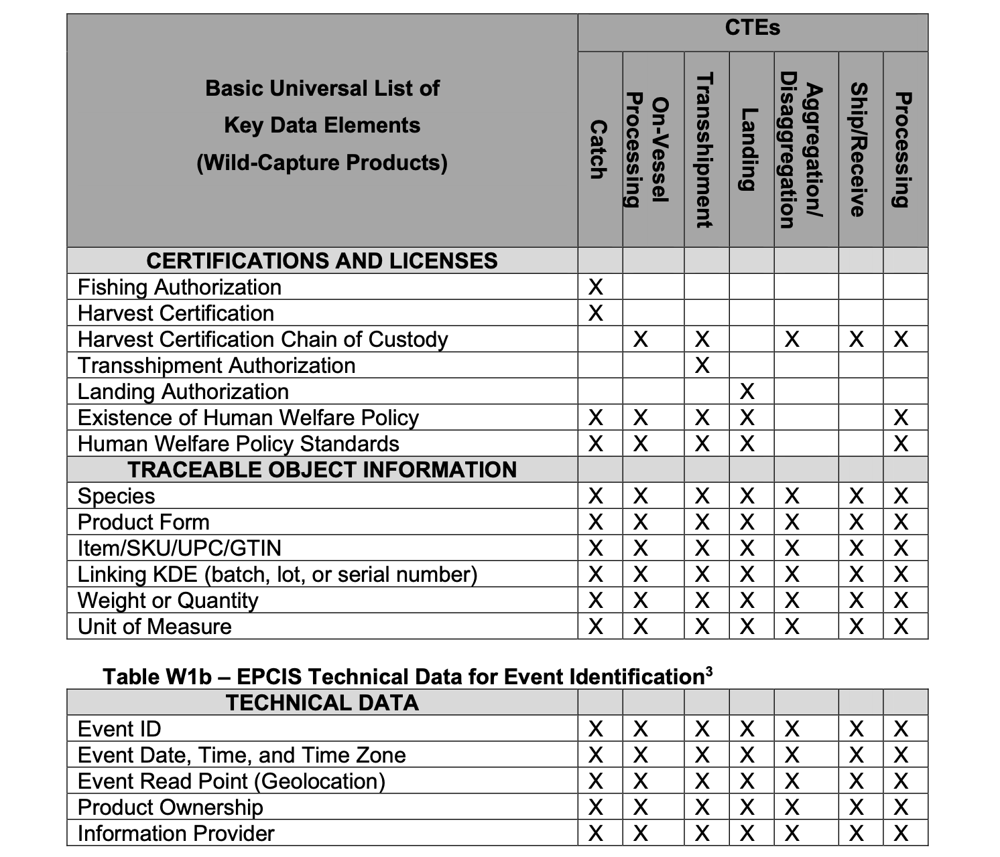 CTEs
Basic Universal List of
Key Data Elements
(Wild-Capture Products)
Catch
On-Vessel
Processing
Transshipment
Landing
Aggregation/
Disaggregation
Ship/Receive
Processing
CERTIFICATIONS AND LICENSES
Fishing Authorization X
Harvest Certification X
Harvest Certification Chain of Custody X X X X X
Transshipment Authorization X
Landing Authorization X
Existence of Human Welfare Policy X X X X X
Human Welfare Policy Standards X X X X X
TRACEABLE OBJECT INFORMATION
Species X X X X X X X
Product Form X X X X X X X
Item/SKU/UPC/GTIN X X X X X X X
Linking KDE (batch, lot, or serial number) X X X X X X X
Weight or Quantity X X X X X X X
Unit of Measure X X X X X X X
Table W1b – EPCIS Technical Data for Event Identification³
TECHNICAL DATA
Event ID X X X X X X X
Event Date, Time, and Time Zone X X X X X X X
Event Read Point (Geolocation) X X X X X X X
Product Ownership X X X X X X X
Information Provider X X X X X X X